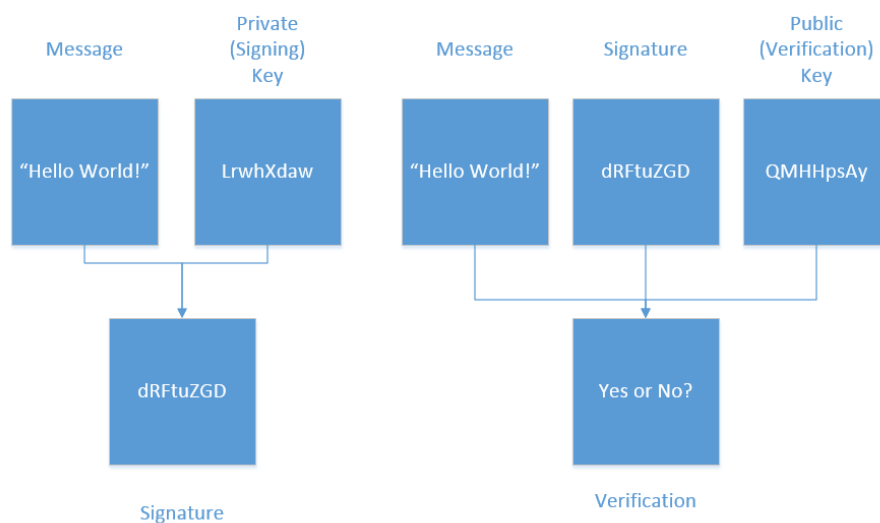 Message
Private
(Signing)
Key
“Hello World!”
LrwhXdaw
dRFtuZGD
Signature
Message
Signature
Public
(Verification)
Key
“Hello World!”
dRFtuZGD
QMHHpsAy
Yes or No?
Verification